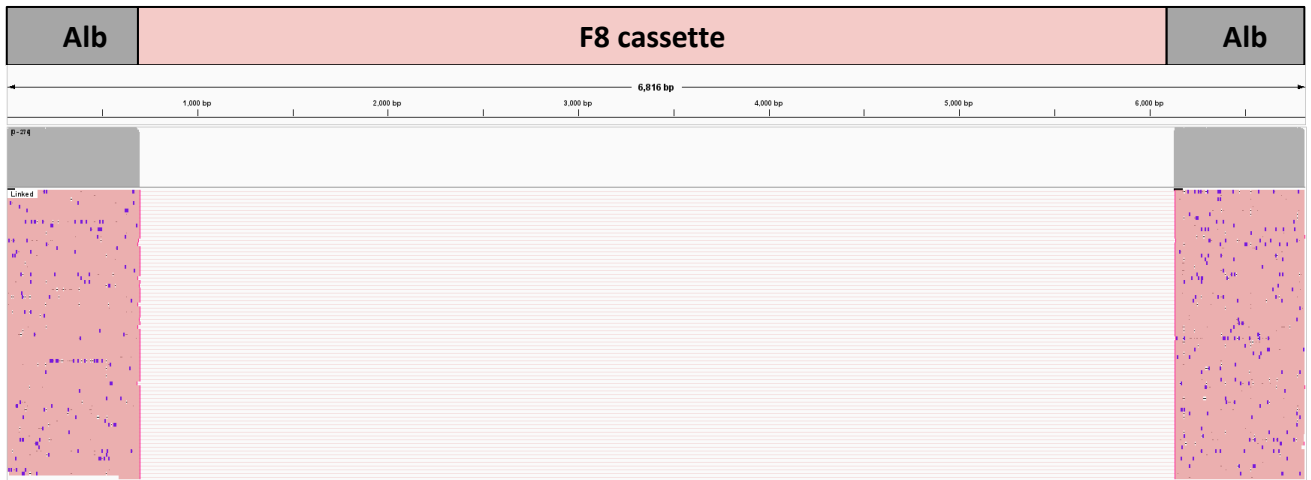 Alb F8 cassette Alb
6,816 bp
1,000 bp 2,000 bp 3,000 bp 4,000 bp 5,000 bp 6,000 bp
Linked